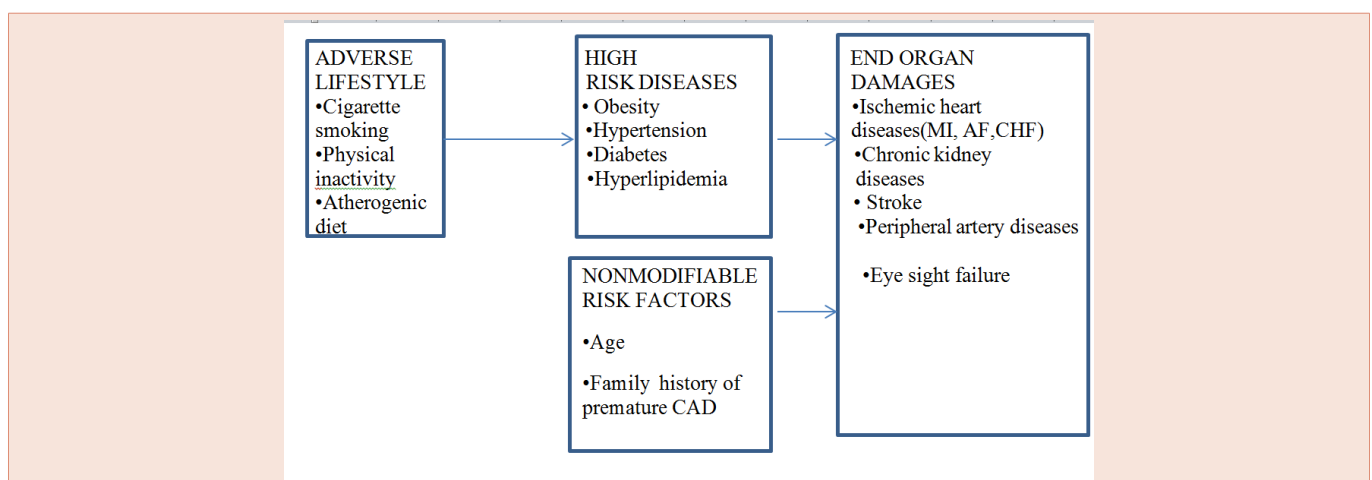 ADVERSE
LIFESTYLE
•Cigarette
smoking
•Physical
inactivity
•Atherogenic
diet
HIGH
RISK DISEASES
• Obesity
•Hypertension
•Diabetes
•Hyperlipidemia
NONMODIFIABLE
RISK FACTORS
•Age
•Family history of
premature CAD
END ORGAN
DAMAGES
•Ischemic heart
diseases(MI, AF,CHF)
•Chronic kidney
diseases
• Stroke
•Peripheral artery diseases
•Eye sight failure